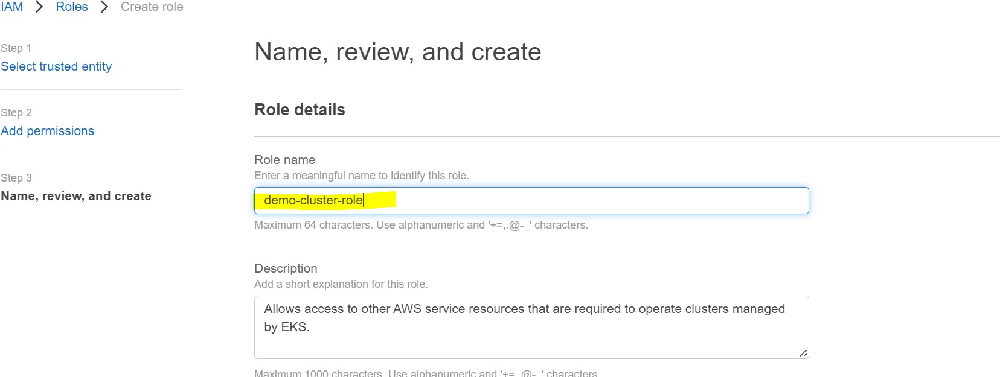 IAM > Roles > Create role
Step 1
Select trusted entity
Step 2
Add permissions
Step 3
Name, review, and create
Name, review, and create
Role details
Role name
Enter a meaningful name to identify this role.
demo-cluster-role
Maximum 64 characters. Use alphanumeric and '+=,.@-_' characters.
Description
Add a short explanation for this role.
Allows access to other AWS service resources that are required to operate clusters managed
by EKS.
Maximum 1000 characters. Use alphanumeric and '+=,.@-_' characters.